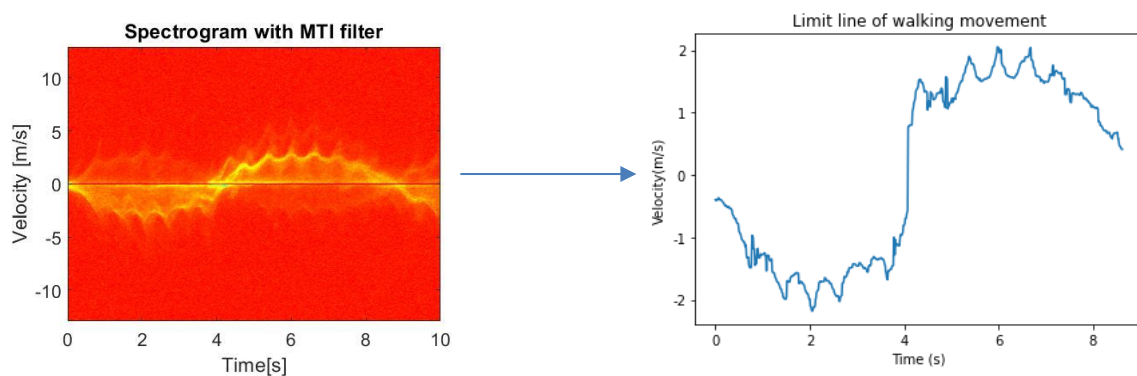 Spectrogram with MTI filter
10
5
0
-5
-10
Velocity [m/s]
0 2 4 6 8 10
Time[s]
Limit line of walking movement
2
1
0
-1
-2
Velocity(m/s)
0 2 4 6 8
Time (s)